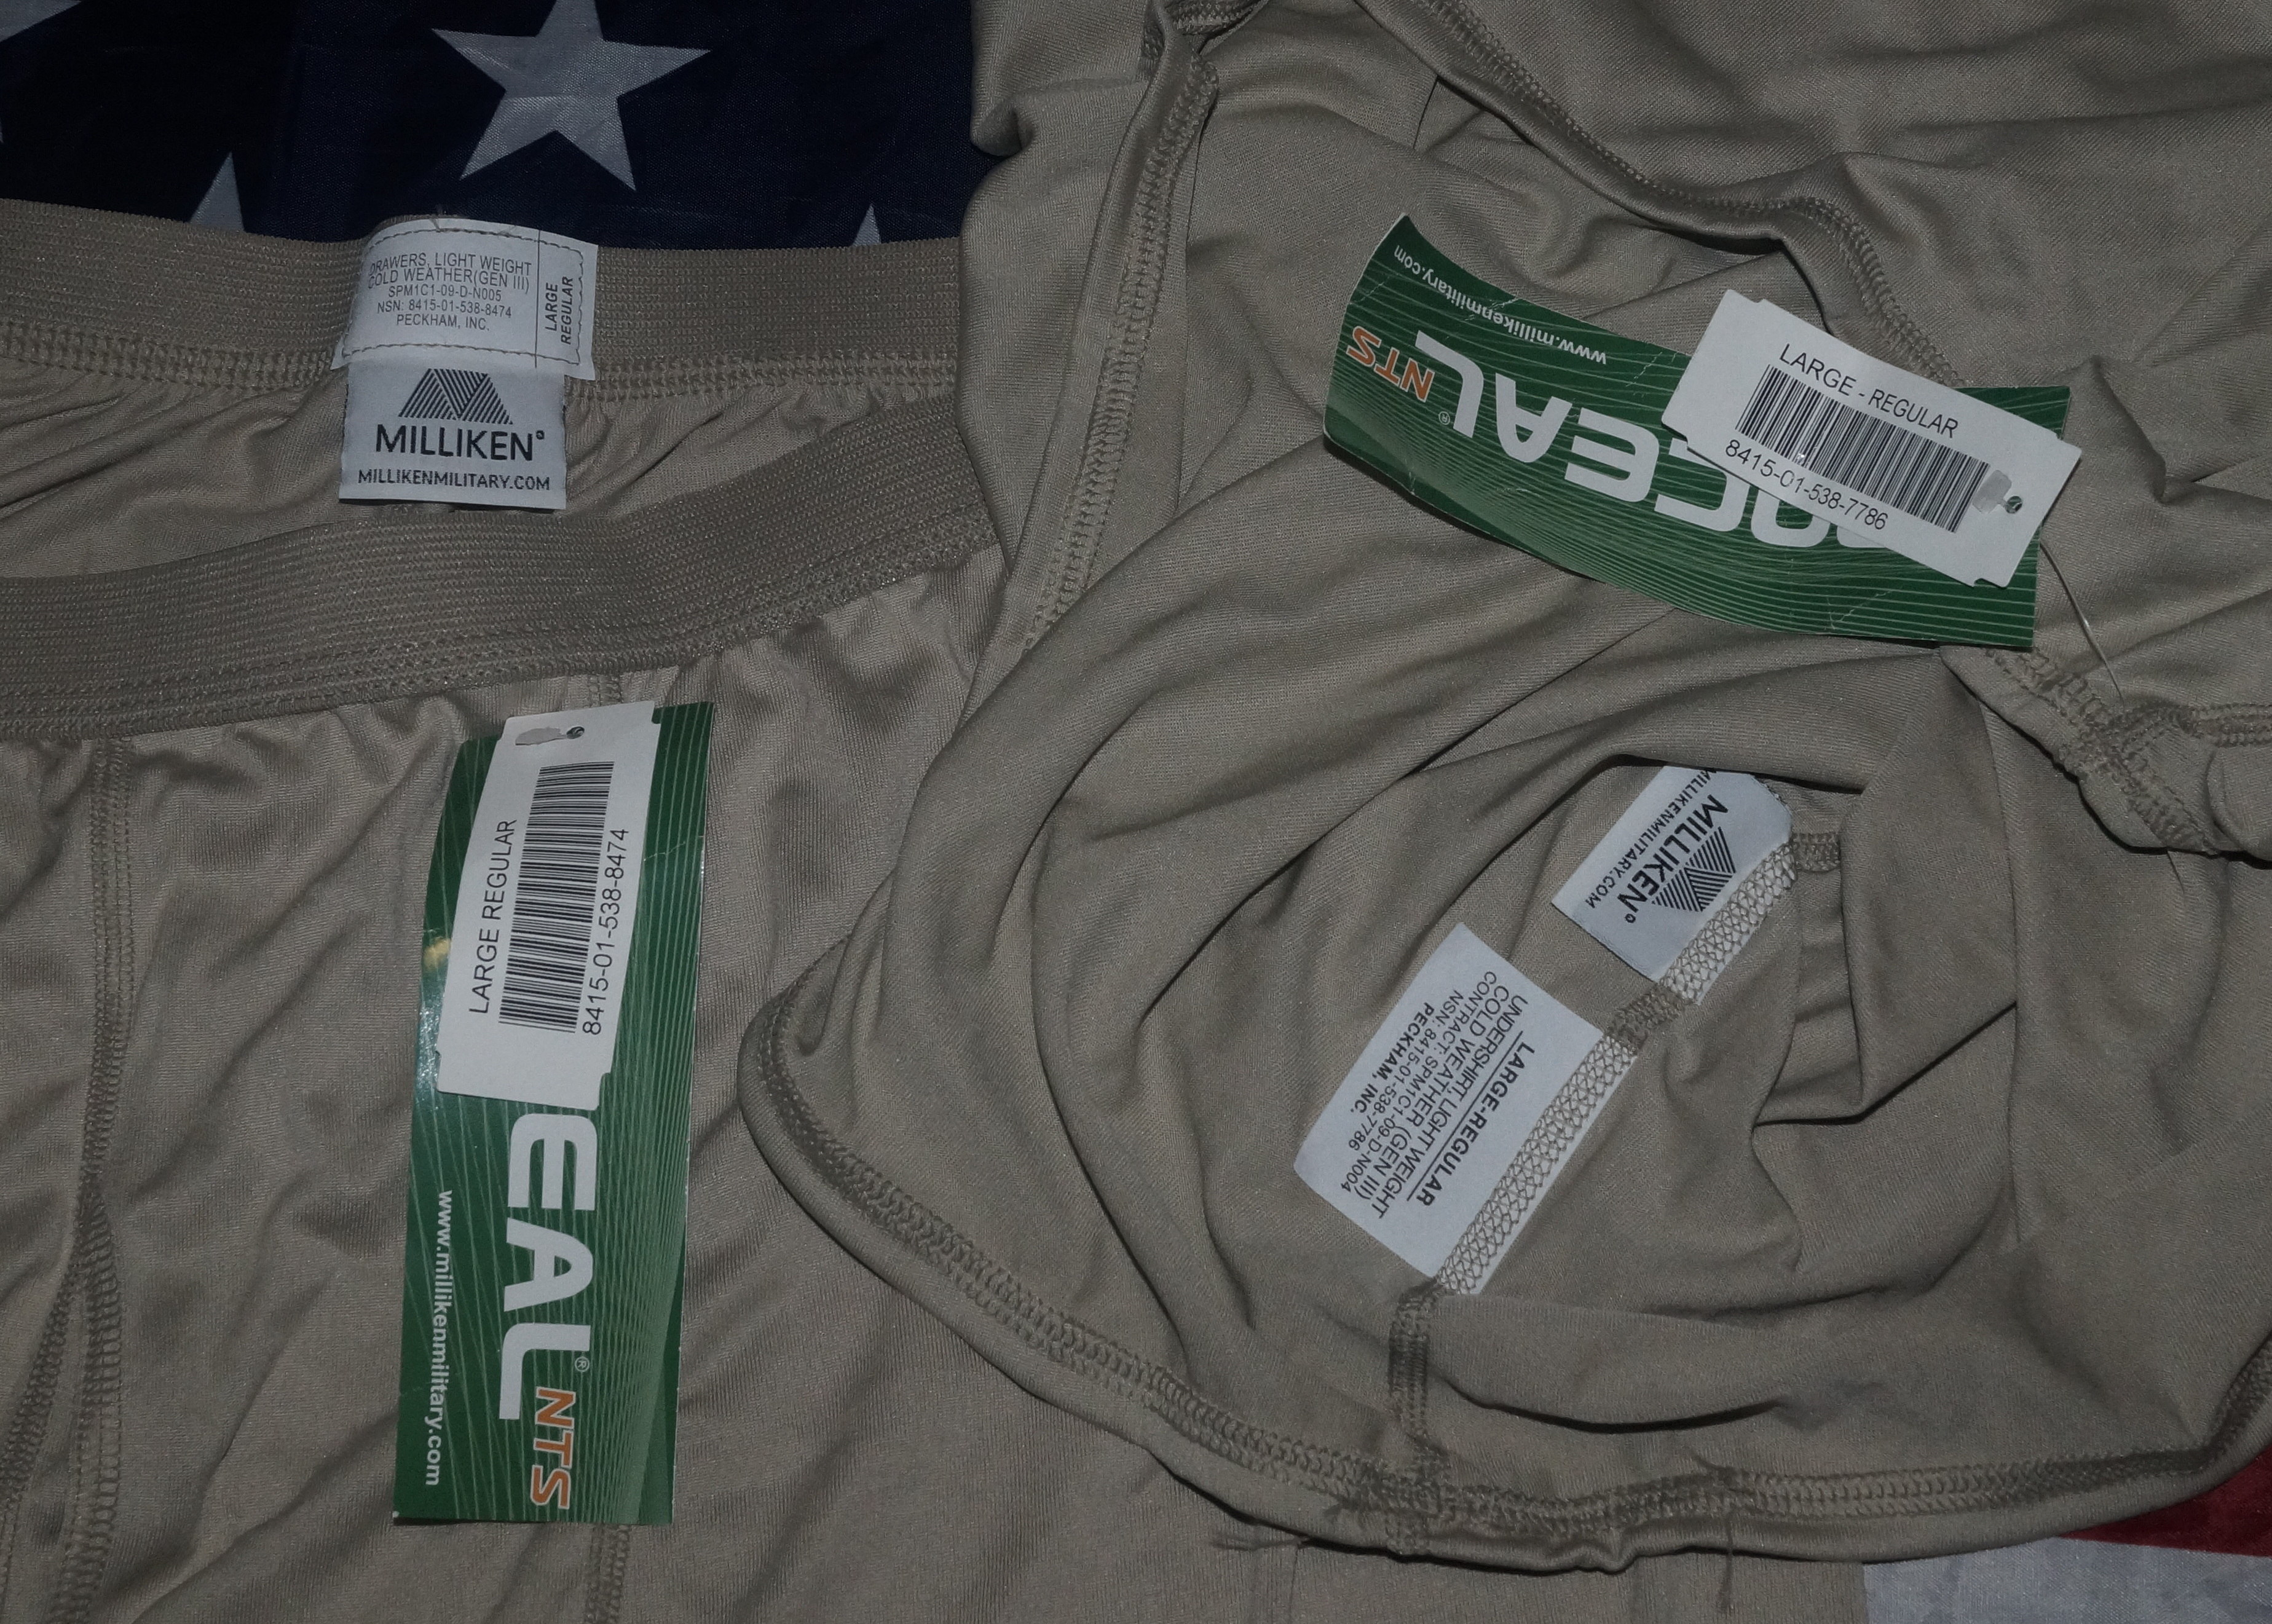 DRAWERS, LIGHT WEIGHT
COLD WEATHER(GEN III)
SPM1C1-09-D-N005
NSN: 8415-01-538-8474
PECKHAM, INC.
LARGE
REGULAR
MILLIKEN®
MILLIKENMILITARY.COM
LARGE REGULAR
8415-01-538-8474
EAL® NTS
www.millikenmilitary.com
www.millikenmilitary.com
CEAL® NTS
LARGE - REGULAR
8415-01-538-7786
MILLIKENMILITARY.COM
MILLIKEN®
LARGE-REGULAR
UNDERSHIRT, LIGHT WEIGHT
COLD WEATHER (GEN III)
CONTRACT: SPM1C1-09-D-N004
NSN: 8415-01-538-7786
PECKHAM, INC.